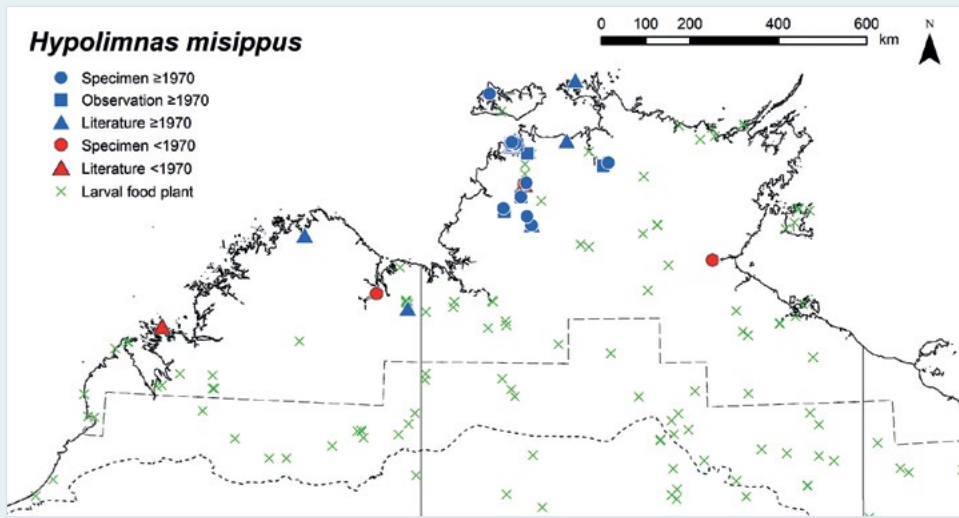 Hypolimnas misippus
Specimen ≥1970
Observation ≥1970
Literature ≥1970
Specimen <1970
Literature <1970
Larval food plant
0 100 200 400 600
km
N